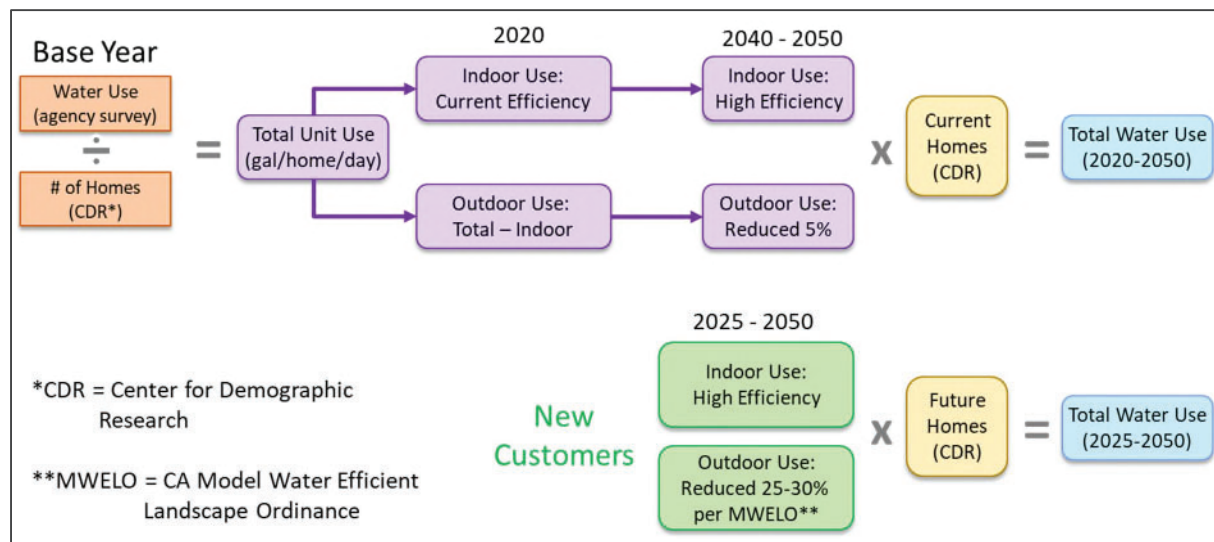 Base Year
Water Use
(agency survey)
÷
# of Homes
(CDR*)
=
Total Unit Use
(gal/home/day)
2020
Indoor Use:
Current Efficiency
Outdoor Use:
Total – Indoor
2040 - 2050
Indoor Use:
High Efficiency
Outdoor Use:
Reduced 5%
x
Current
Homes
(CDR)
=
Total Water Use
(2020-2050)
New
Customers
2025 - 2050
Indoor Use:
High Efficiency
Outdoor Use:
Reduced 25-30%
per MWELO**
x
Future
Homes
(CDR)
=
Total Water Use
(2025-2050)
*CDR = Center for Demographic
Research
**MWELO = CA Model Water Efficient
Landscape Ordinance